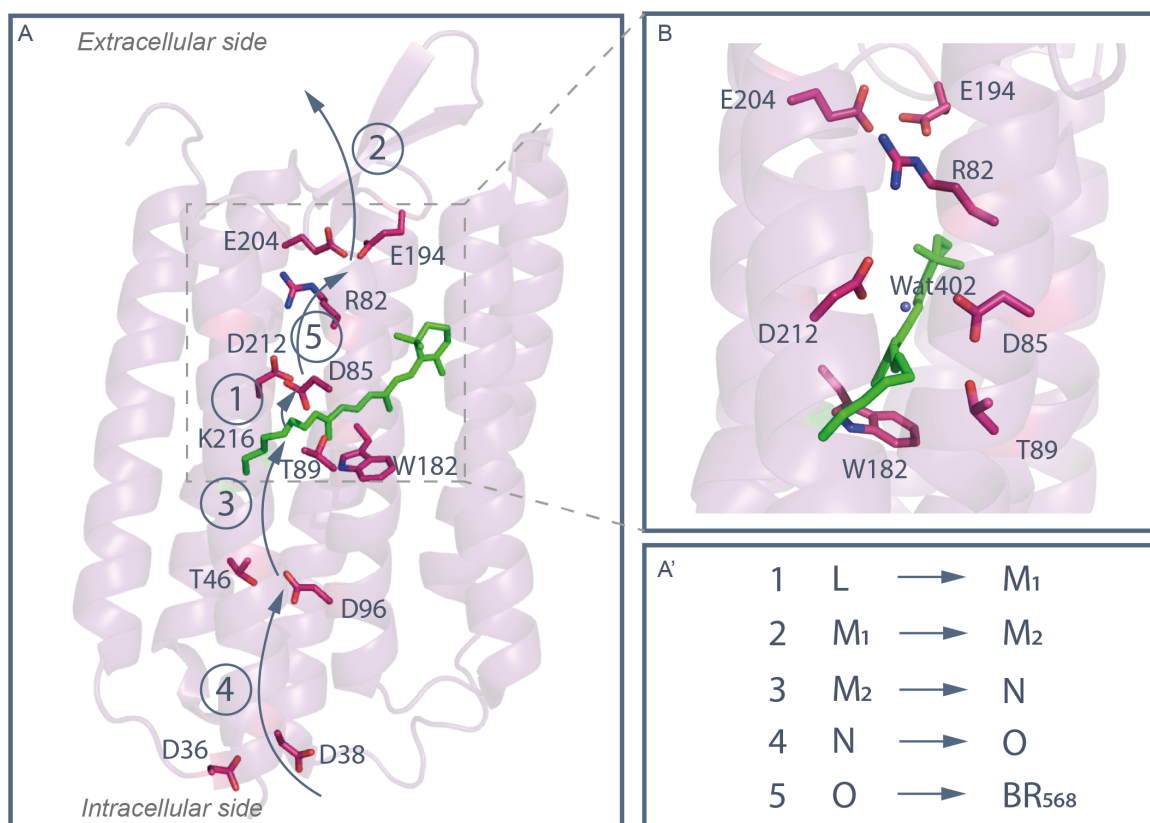 A
Extracellular side
2
E204
E194
R82
5
D212
D85
1
K216
T89
W182
3
T46
D96
4
D36
D38
Intracellular side
B
E204
E194
R82
Wat402
D212
D85
T89
W182
A'
1 L → M₁
2 M₁ → M₂
3 M₂ → N
4 N → O
5 O → BR₅₆₈